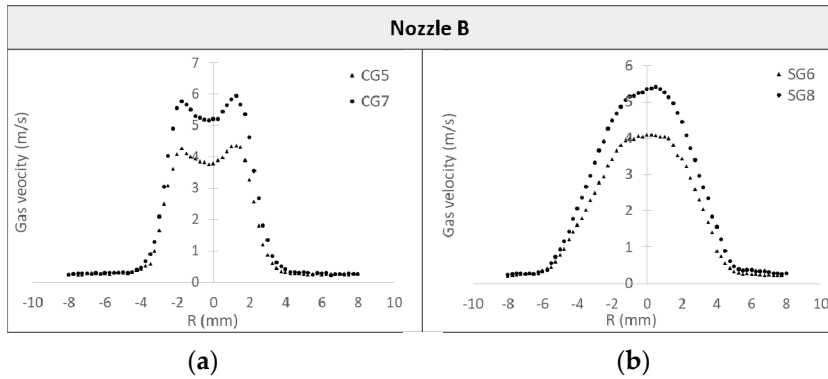 Nozzle B
7
6
5
4
3
2
1
0
-10 -8 -6 -4 -2 0 2 4 6 8 10
Gas veocity (m/s)
R (mm)
CG5
CG7
6
5
4
3
2
1
0
-10 -8 -6 -4 -2 0 2 4 6 8 10
Gas velocity (m/s)
R (mm)
SG6
SG8
(a)
(b)